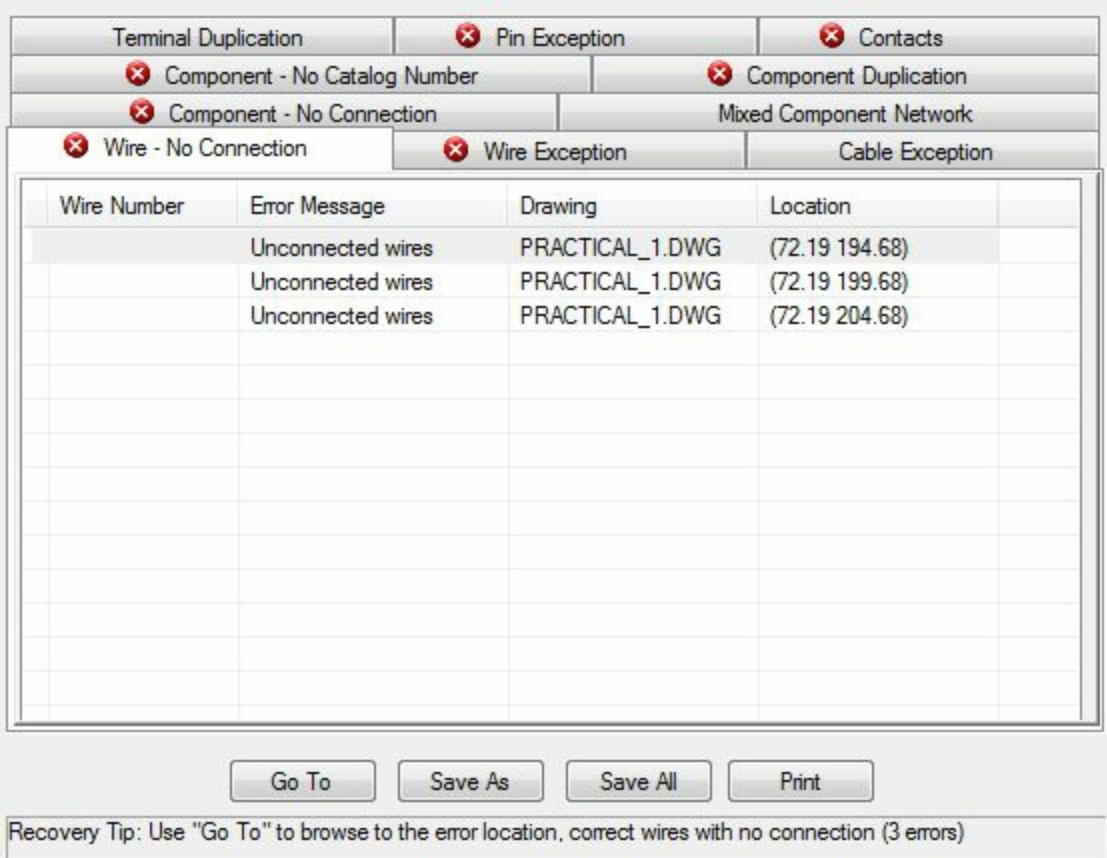 Terminal Duplication Pin Exception Contacts
Component - No Catalog Number Component Duplication
Component - No Connection Mixed Component Network
Wire - No Connection Wire Exception Cable Exception
Wire Number Error Message Drawing Location
Unconnected wires PRACTICAL_1.DWG (72.19 194.68)
Unconnected wires PRACTICAL_1.DWG (72.19 199.68)
Unconnected wires PRACTICAL_1.DWG (72.19 204.68)
Go To Save As Save All Print
Recovery Tip: Use "Go To" to browse to the error location, correct wires with no connection (3 errors)